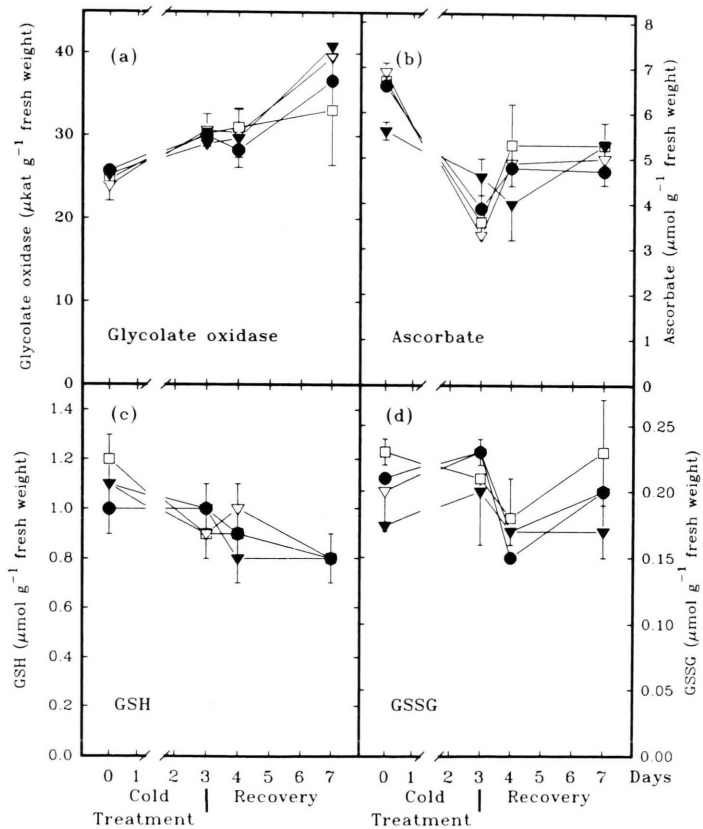 (a)
40
30
20
10
0
Glycolate oxidase (μkat g⁻¹ fresh weight)
Glycolate oxidase
(b)
8
7
6
5
4
3
2
1
0
Ascorbate (μmol g⁻¹ fresh weight)
Ascorbate
(c)
1.4
1.2
1.0
0.8
0.6
0.4
0.2
0.0
GSH (μmol g⁻¹ fresh weight)
GSH
(d)
0.25
0.20
0.15
0.10
0.05
0.00
GSSG (μmol g⁻¹ fresh weight)
GSSG
0 1 2 3 4 7 0 1 2 3 4 7 Days
Cold Treatment | Recovery
Cold Treatment | Recovery